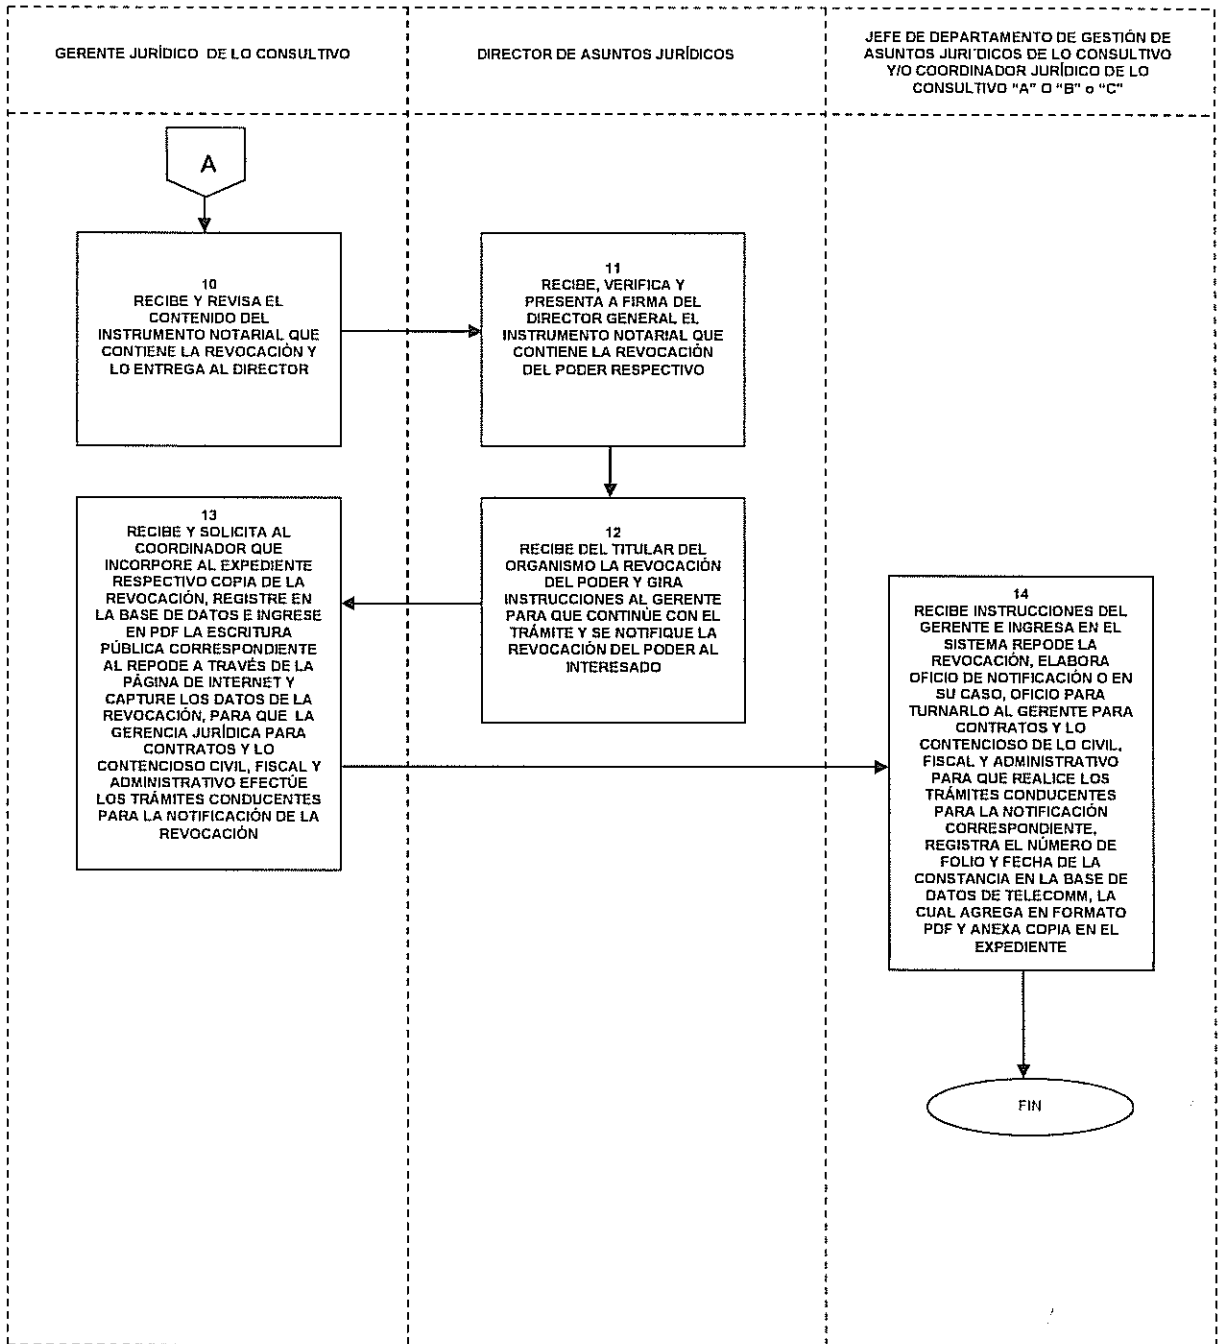 GERENTE JURÍDICO DE LO CONSULTIVO
DIRECTOR DE ASUNTOS JURÍDICOS
JEFE DE DEPARTAMENTO DE GESTIÓN DE
ASUNTOS JURÍDICOS DE LO CONSULTIVO
Y/O COORDINADOR JURÍDICO DE LO
CONSULTIVO "A" O "B" o "C"
A
10
RECIBE Y REVISA EL
CONTENIDO DEL
INSTRUMENTO NOTARIAL QUE
CONTIENE LA REVOCACIÓN Y
LO ENTREGA AL DIRECTOR
11
RECIBE, VERIFICA Y
PRESENTA A FIRMA DEL
DIRECTOR GENERAL EL
INSTRUMENTO NOTARIAL QUE
CONTIENE LA REVOCACIÓN
DEL PODER RESPECTIVO
12
RECIBE DEL TITULAR DEL
ORGANISMO LA REVOCACIÓN
DEL PODER Y GIRA
INSTRUCCIONES AL GERENTE
PARA QUE CONTINÚE CON EL
TRÁMITE Y SE NOTIFIQUE LA
REVOCACIÓN DEL PODER AL
INTERESADO
13
RECIBE Y SOLICITA AL
COORDINADOR QUE
INCORPORE AL EXPEDIENTE
RESPECTIVO COPIA DE LA
REVOCACIÓN, REGISTRE EN
LA BASE DE DATOS E INGRESE
EN PDF LA ESCRITURA
PÚBLICA CORRESPONDIENTE
AL REPODE A TRAVÉS DE LA
PÁGINA DE INTERNET Y
CAPTURE LOS DATOS DE LA
REVOCACIÓN, PARA QUE LA
GERENCIA JURÍDICA PARA
CONTRATOS Y LO
CONTENCIOSO CIVIL, FISCAL Y
ADMINISTRATIVO EFECTÚE
LOS TRÁMITES CONDUCENTES
PARA LA NOTIFICACIÓN DE LA
REVOCACIÓN
14
RECIBE INSTRUCCIONES DEL
GERENTE E INGRESA EN EL
SISTEMA REPODE LA
REVOCACIÓN, ELABORA
OFICIO DE NOTIFICACIÓN O EN
SU CASO, OFICIO PARA
TURNARLO AL GERENTE PARA
CONTRATOS Y LO
CONTENCIOSO DE LO CIVIL,
FISCAL Y ADMINISTRATIVO
PARA QUE REALICE LOS
TRÁMITES CONDUCENTES
PARA LA NOTIFICACIÓN
CORRESPONDIENTE,
REGISTRA EL NÚMERO DE
FOLIO Y FECHA DE LA
CONSTANCIA EN LA BASE DE
DATOS DE TELECOMM, LA
CUAL AGREGA EN FORMATO
PDF Y ANEXA COPIA EN EL
EXPEDIENTE
FIN